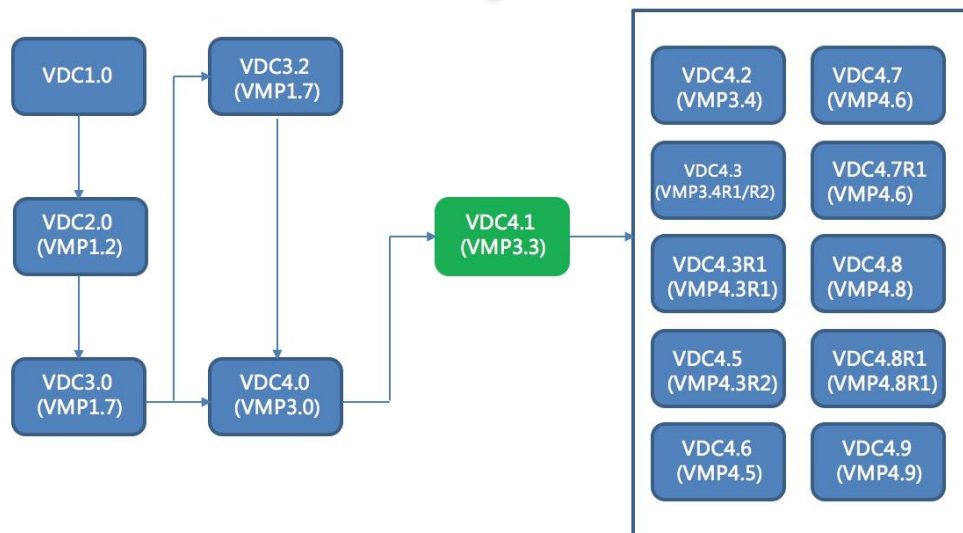 VDC1.0
VDC2.0
(VMP1.2)
VDC3.0
(VMP1.7)
VDC3.2
(VMP1.7)
VDC4.0
(VMP3.0)
VDC4.1
(VMP3.3)
VDC4.2
(VMP3.4)
VDC4.3
(VMP3.4R1/R2)
VDC4.3R1
(VMP4.3R1)
VDC4.5
(VMP4.3R2)
VDC4.6
(VMP4.5)
VDC4.7
(VMP4.6)
VDC4.7R1
(VMP4.6)
VDC4.8
(VMP4.8)
VDC4.8R1
(VMP4.8R1)
VDC4.9
(VMP4.9)